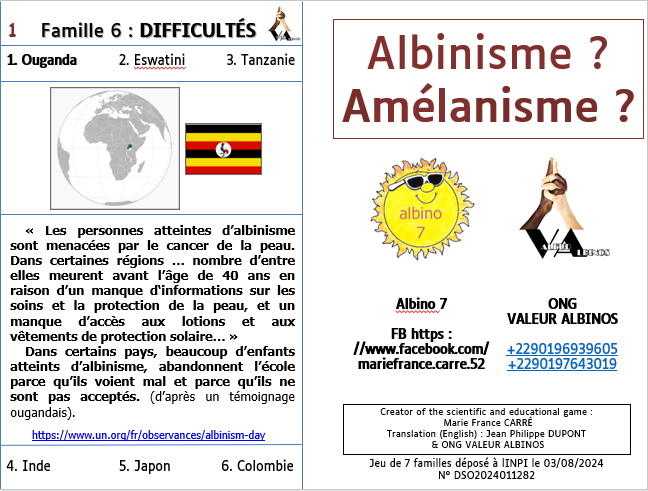 1 Famille 6 : DIFFICULTÉS
1. Ouganda 2. Eswatini 3. Tanzanie
« Les personnes atteintes d’albinisme
sont menacées par le cancer de la peau.
Dans certaines régions … nombre d’entre
elles meurent avant l’âge de 40 ans en
raison d’un manque d‘informations sur les
soins et la protection de la peau, et un
manque d’accès aux lotions et aux
vêtements de protection solaire… »
Dans certains pays, beaucoup d’enfants
atteints d’albinisme, abandonnent l’école
parce qu’ils voient mal et parce qu’ils ne
sont pas acceptés. (d’après un témoignage
ougandais).
https://www.un.org/fr/observances/albinism-day
4. Inde 5. Japon 6. Colombie
Albinisme ?
Amélanisme ?
albino
7
VALEUR ALBINOS
Albino 7
FB https :
//www.facebook.com/
mariefrance.carre.52
ONG
VALEUR ALBINOS
+2290196939605
+2290197643019
Creator of the scientific and educational game :
Marie France CARRÉ
Translation (English) : Jean Philippe DUPONT
& ONG VALEUR ALBINOS
Jeu de 7 familles déposé à lINPI le 03/08/2024
N° DSO2024011282